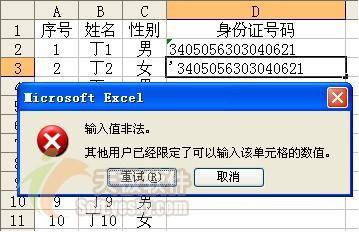 A B C D
1 序号 姓名 性别 身份证号码
2 1 丁1 男 3405056303040621
3 2 丁2 女 '3405056303040621
Microsoft Excel
输入值非法。
其他用户已经限定了可以输入该单元格的数值。
重试(R) 取消
10 9 丁9 男
11 10 丁10 女